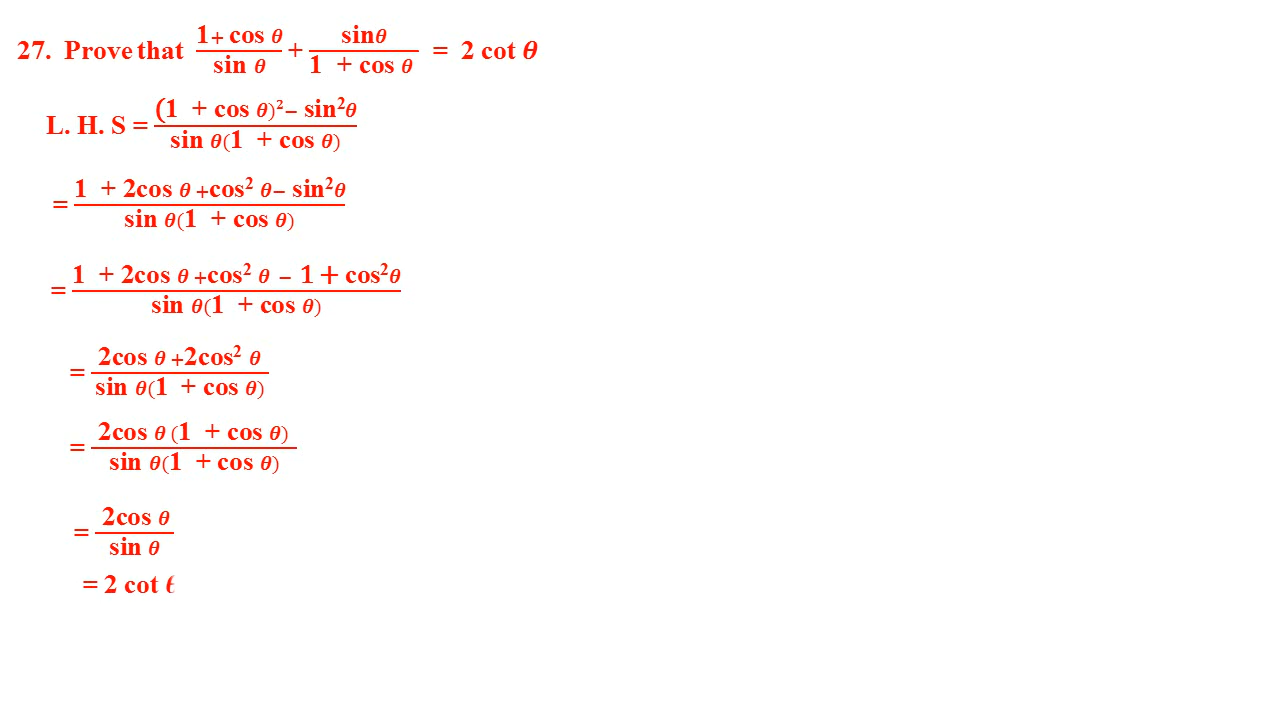 27. Prove that (1+ cos θ)/(sin θ) + (sinθ)/(1 + cos θ) = 2 cot θ
L. H. S = ((1 + cos θ)² – sin²θ)/(sin θ(1 + cos θ))
= (1 + 2cos θ +cos² θ– sin²θ)/(sin θ(1 + cos θ))
= (1 + 2cos θ +cos² θ – 1 + cos²θ)/(sin θ(1 + cos θ))
= (2cos θ +2cos² θ)/(sin θ(1 + cos θ))
= (2cos θ (1 + cos θ))/(sin θ(1 + cos θ))
= (2cos θ)/(sin θ)
= 2 cot